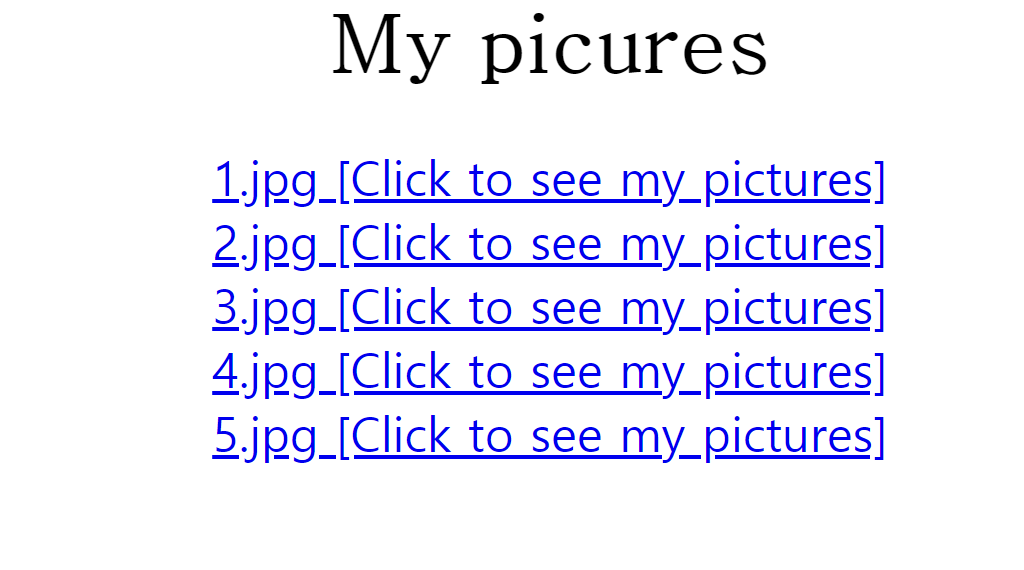 My picures
1.jpg [Click to see my pictures]
2.jpg [Click to see my pictures]
3.jpg [Click to see my pictures]
4.jpg [Click to see my pictures]
5.jpg [Click to see my pictures]